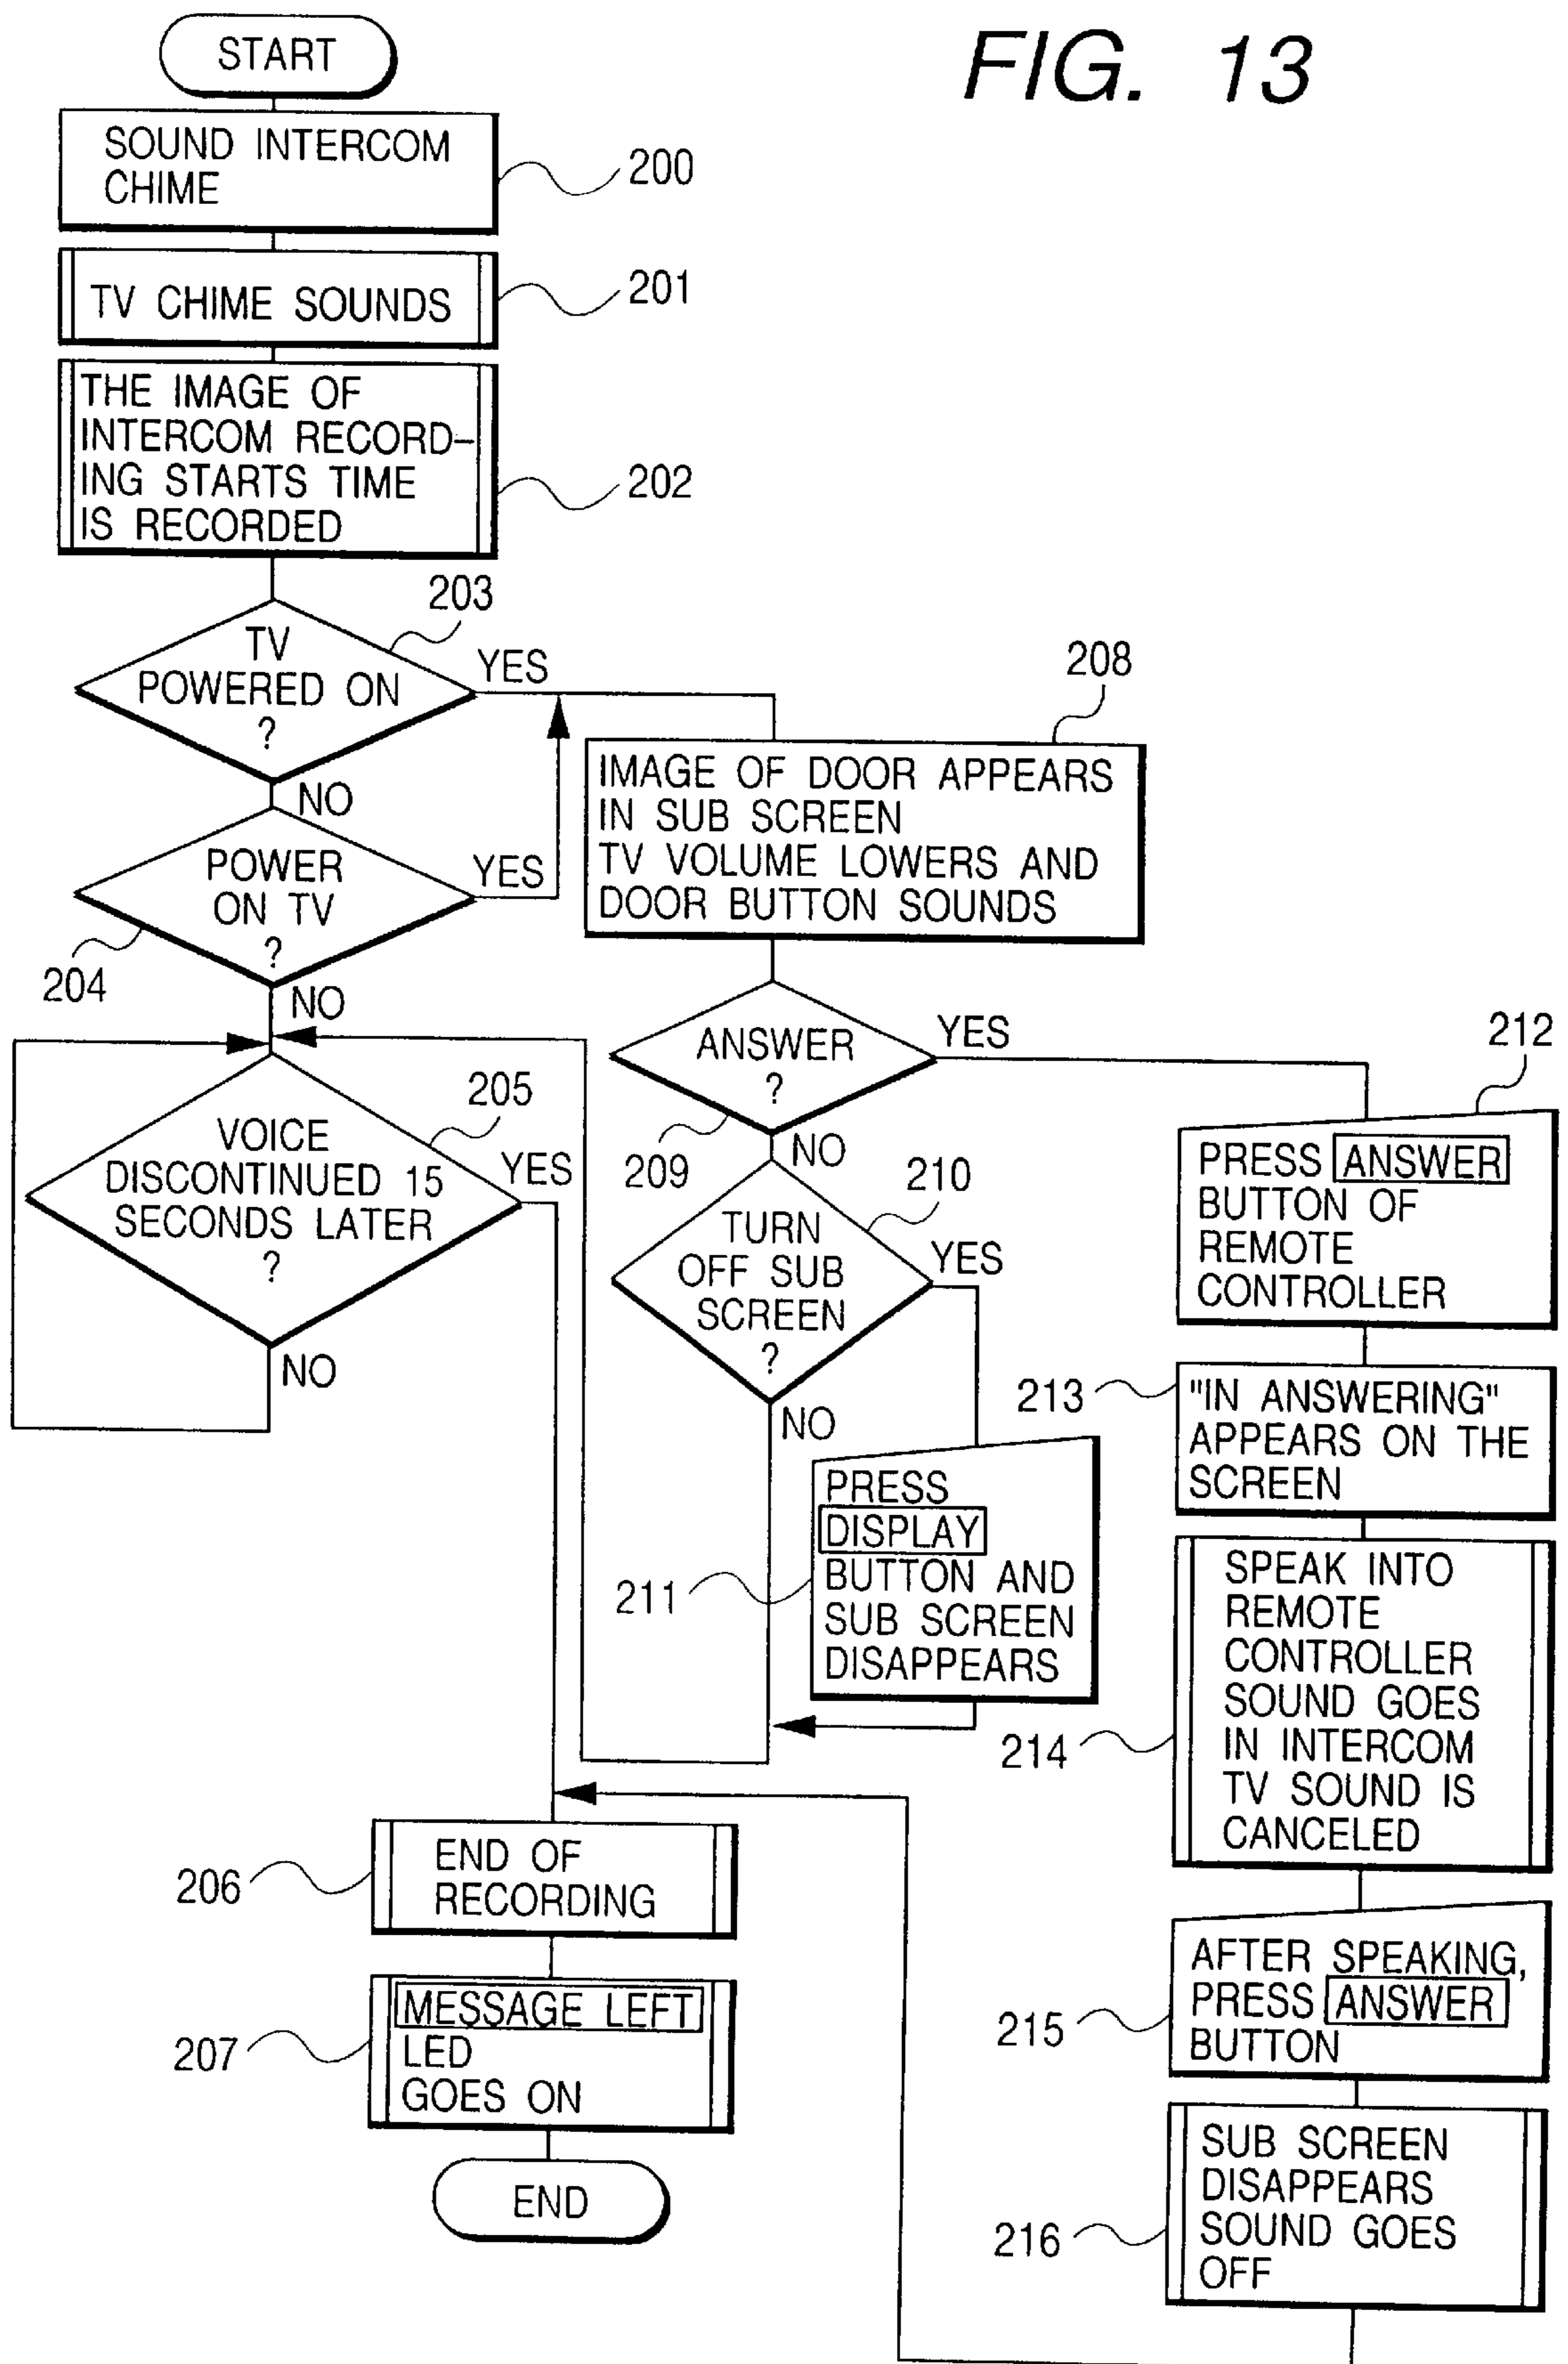 FIG. 13
START
SOUND INTERCOM
CHIME
200
TV CHIME SOUNDS
201
THE IMAGE OF
INTERCOM RECORD-
ING STARTS TIME
IS RECORDED
202
203
TV
POWERED ON
?
YES
NO
POWER
ON TV
?
YES
204
NO
205
VOICE
DISCONTINUED 15
SECONDS LATER
?
YES
NO
206
END OF
RECORDING
207
MESSAGE LEFT
LED
GOES ON
END
208
IMAGE OF DOOR APPEARS
IN SUB SCREEN
TV VOLUME LOWERS AND
DOOR BUTTON SOUNDS
ANSWER
?
YES
209
NO
210
TURN
OFF SUB
SCREEN
?
YES
NO
211
PRESS
DISPLAY
BUTTON AND
SUB SCREEN
DISAPPEARS
212
PRESS ANSWER
BUTTON OF
REMOTE
CONTROLLER
213
"IN ANSWERING"
APPEARS ON THE
SCREEN
214
SPEAK INTO
REMOTE
CONTROLLER
SOUND GOES
IN INTERCOM
TV SOUND IS
CANCELED
215
AFTER SPEAKING,
PRESS ANSWER
BUTTON
216
SUB SCREEN
DISAPPEARS
SOUND GOES
OFF